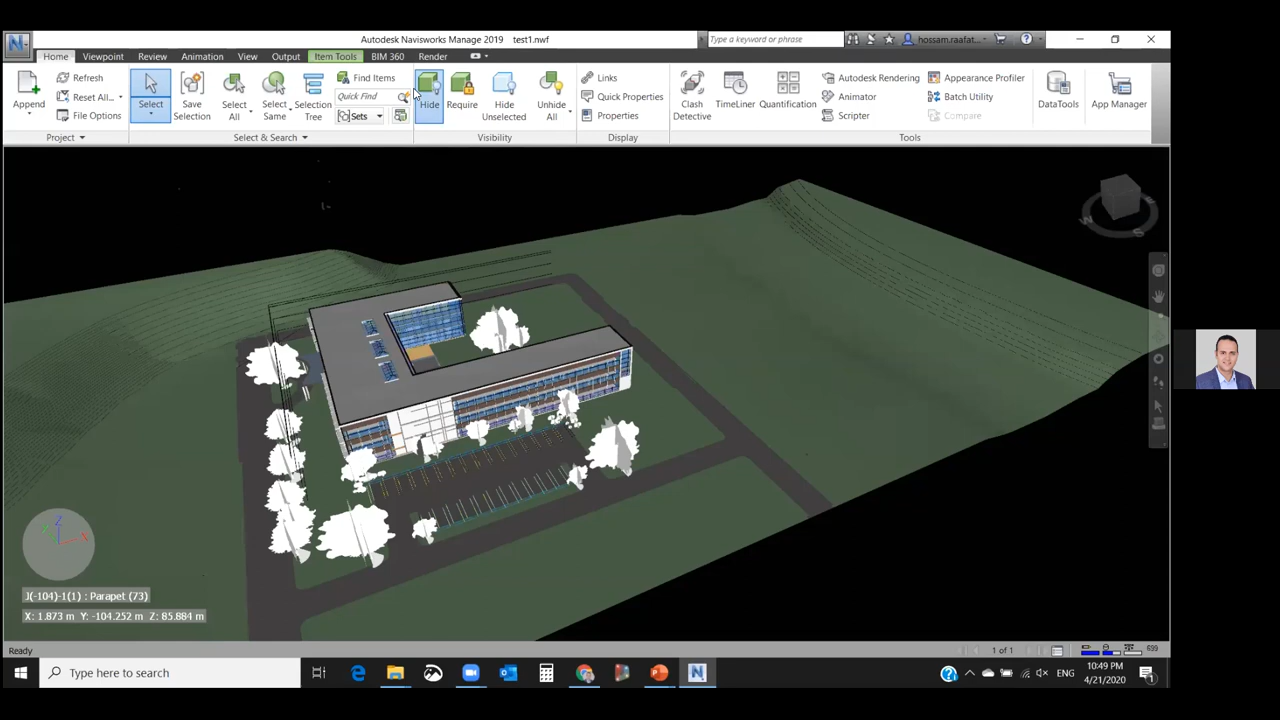 Autodesk Navisworks Manage 2019 test1.nwf
Type a keyword or phrase
hossam.raafat...
Home Viewpoint Review Animation View Output Item Tools BIM 360 Render
Append
Refresh
Reset All...
File Options
Project
Select
Save Selection
Select All
Select Same
Selection Tree
Find Items
Quick Find
Sets
Select & Search
Hide
Require
Hide Unselected
Unhide All
Visibility
Links
Quick Properties
Properties
Display
Clash Detective
TimeLiner
Quantification
Autodesk Rendering
Animator
Scripter
Appearance Profiler
Batch Utility
Compare
Tools
DataTools
App Manager
W
S
Z
X
J(-104)-1(1) : Parapet (73)
X: 1.873 m Y: -104.252 m Z: 85.884 m
Ready
1 of 1
699
Type here to search
ENG
10:49 PM
4/21/2020